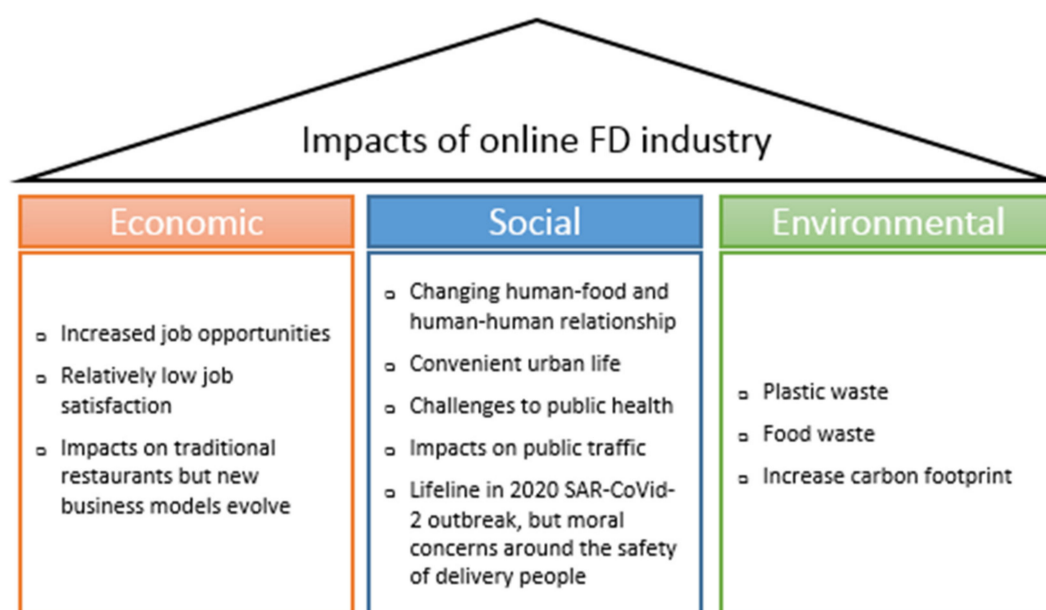 Impacts of online FD industry
Economic
Increased job opportunities
Relatively low job
satisfaction
Impacts on traditional
restaurants but new
business models evolve
Social
Changing human-food and
human-human relationship
Convenient urban life
Challenges to public health
Impacts on public traffic
Lifeline in 2020 SAR-CoVid-
2 outbreak, but moral
concerns around the safety
of delivery people
Environmental
Plastic waste
Food waste
Increase carbon footprint